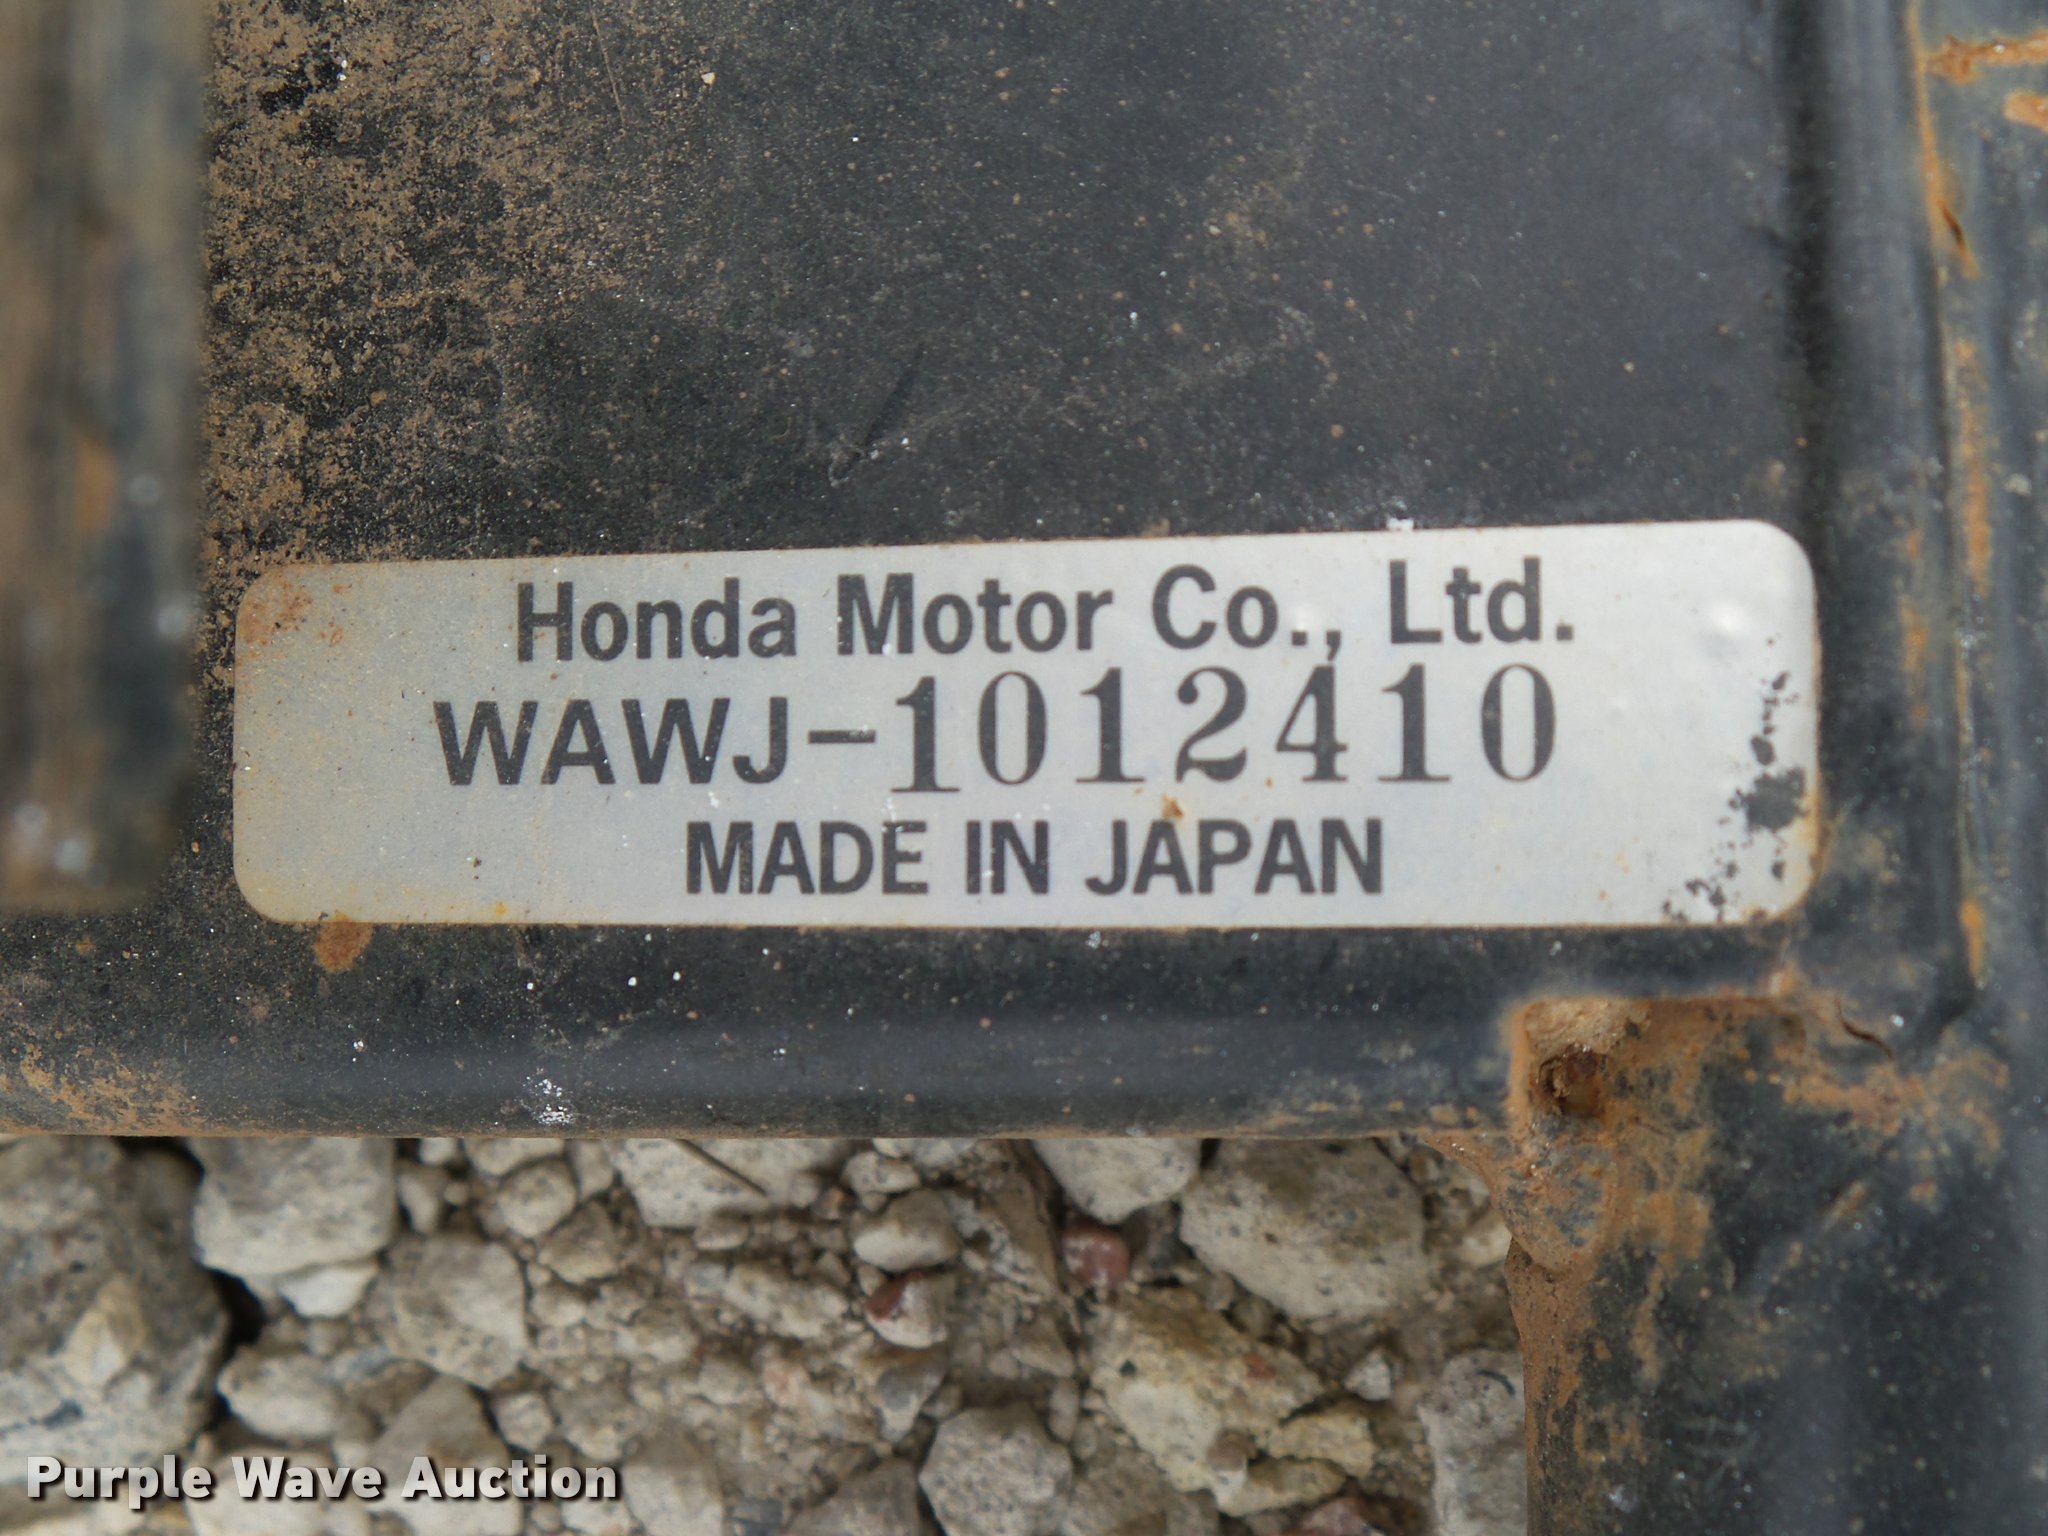 Honda Motor Co., Ltd.
WAWJ-1012410
MADE IN JAPAN
Purple Wave Auction